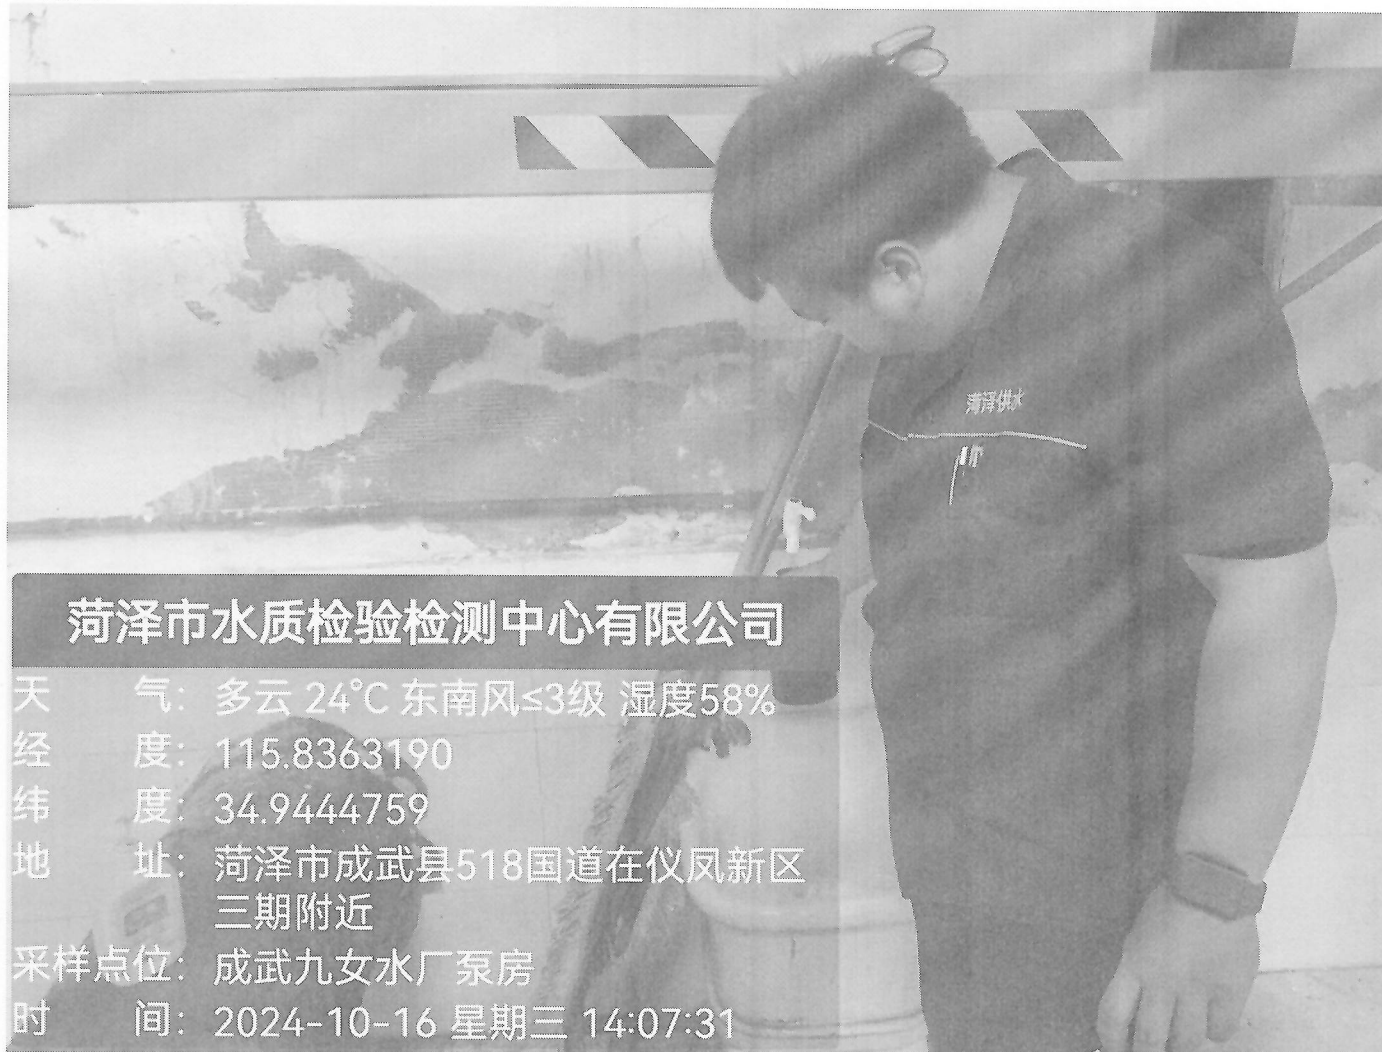 菏泽供水
菏泽市水质检验检测中心有限公司
天 气: 多云 24℃ 东南风≤3级 湿度58%
经 度: 115.8363190
纬 度: 34.9444759
地 址: 菏泽市成武县518国道在仪凤新区
三期附近
采样点位: 成武九女水厂泵房
时 间: 2024-10-16 星期三 14:07:31